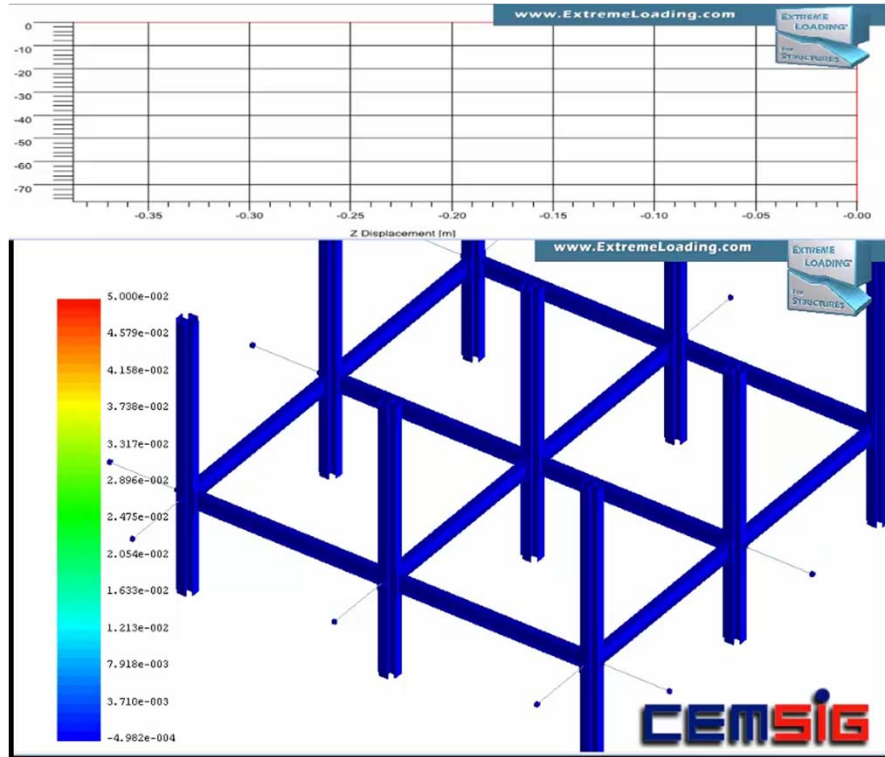 www.ExtremeLoading.com
EXTREME
LOADING®
FOR
STRUCTURES
0
-10
-20
-30
-40
-50
-60
-70
-0.35 -0.30 -0.25 -0.20 -0.15 -0.10 -0.05 -0.00
Z Displacement [m]
www.ExtremeLoading.com
EXTREME
LOADING®
FOR
STRUCTURES
5.000e-002
4.579e-002
4.158e-002
3.738e-002
3.317e-002
2.896e-002
2.475e-002
2.054e-002
1.633e-002
1.213e-002
7.918e-003
3.710e-003
-4.982e-004
CEMSIG